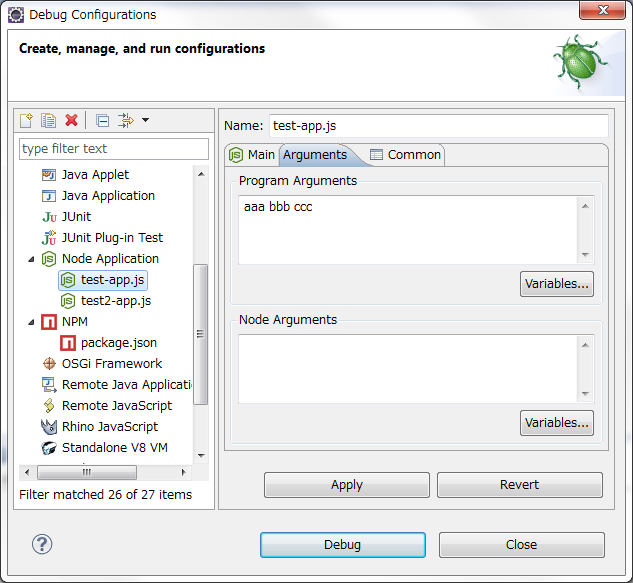 Debug Configurations
Create, manage, and run configurations
type filter text
Java Applet
Java Application
JUnit
JUnit Plug-in Test
Node Application
test-app.js
test2-app.js
NPM
package.json
OSGi Framework
Remote Java Applicati
Remote JavaScript
Rhino JavaScript
Standalone V8 VM
Filter matched 26 of 27 items
Name: test-app.js
Main Arguments Common
Program Arguments
aaa bbb ccc
Variables...
Node Arguments
Variables...
Apply Revert
Debug Close